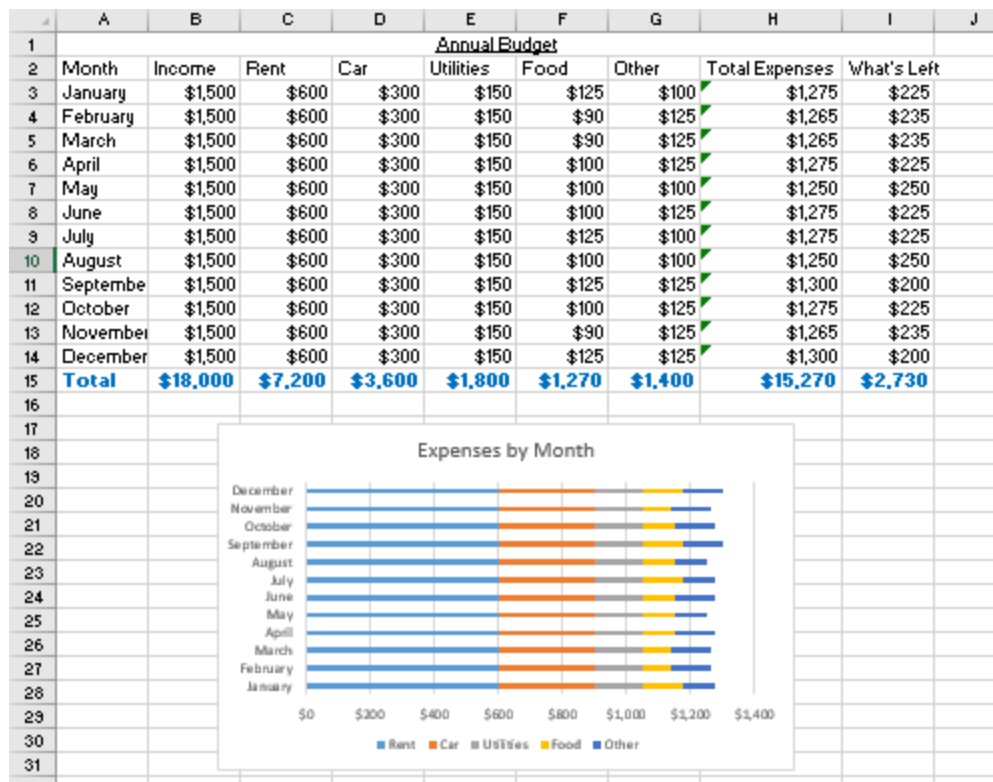 A B C D E F G H I J
1 Annual Budget
2 Month Income Rent Car Utilities Food Other Total Expenses What's Left
3 January $1,500 $600 $300 $150 $125 $100 $1,275 $225
4 February $1,500 $600 $300 $150 $90 $125 $1,265 $235
5 March $1,500 $600 $300 $150 $90 $125 $1,265 $235
6 April $1,500 $600 $300 $150 $100 $125 $1,275 $225
7 May $1,500 $600 $300 $150 $100 $100 $1,250 $250
8 June $1,500 $600 $300 $150 $100 $125 $1,275 $225
9 July $1,500 $600 $300 $150 $125 $100 $1,275 $225
10 August $1,500 $600 $300 $150 $100 $100 $1,250 $250
11 Septembe $1,500 $600 $300 $150 $125 $125 $1,300 $200
12 October $1,500 $600 $300 $150 $100 $125 $1,275 $225
13 November $1,500 $600 $300 $150 $90 $125 $1,265 $235
14 December $1,500 $600 $300 $150 $125 $125 $1,300 $200
15 Total $18,000 $7,200 $3,600 $1,800 $1,270 $1,400 $15,270 $2,730
16
17
18 Expenses by Month
19
20 December
November
21 October
22 September
August
23 July
24 June
25 May
April
26 March
27 February
28 January
29 $0 $200 $400 $600 $800 $1,000 $1,200 $1,400
30 Rent Car Utilities Food Other
31